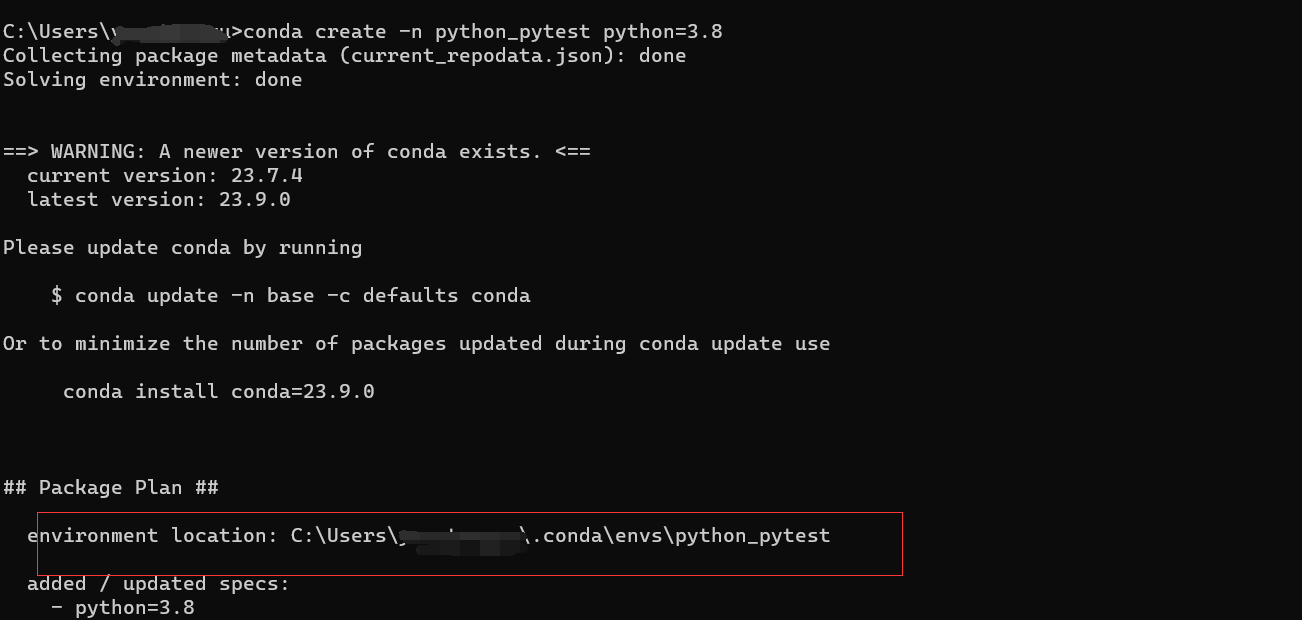 C:\Users\>conda create -n python_pytest python=3.8
Collecting package metadata (current_repodata.json): done
Solving environment: done
==> WARNING: A newer version of conda exists. <==
current version: 23.7.4
latest version: 23.9.0
Please update conda by running
$ conda update -n base -c defaults conda
Or to minimize the number of packages updated during conda update use
conda install conda=23.9.0
## Package Plan ##
environment location: C:\Users\\.conda\envs\python_pytest
added / updated specs:
- python=3.8